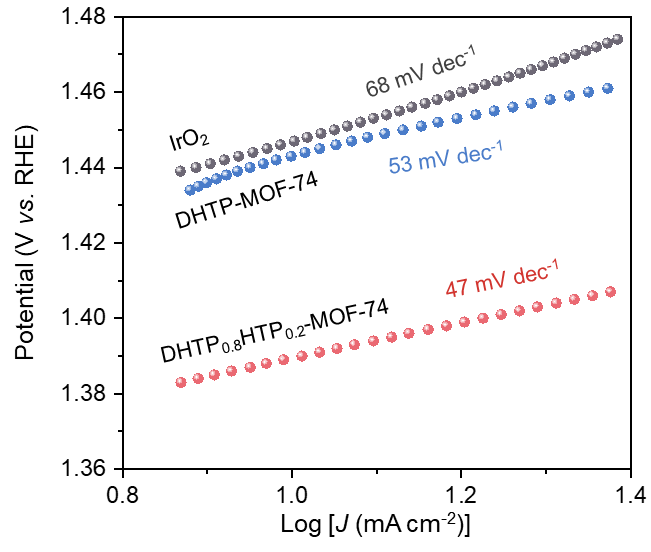 1.48
1.46
1.44
1.42
1.40
1.38
1.36
Potential (V vs. RHE)
68 mV dec⁻¹
IrO₂
53 mV dec⁻¹
DHTP-MOF-74
47 mV dec⁻¹
DHTP₀.₈HTP₀.₂-MOF-74
0.8 1.0 1.2 1.4
Log [J (mA cm⁻²)]